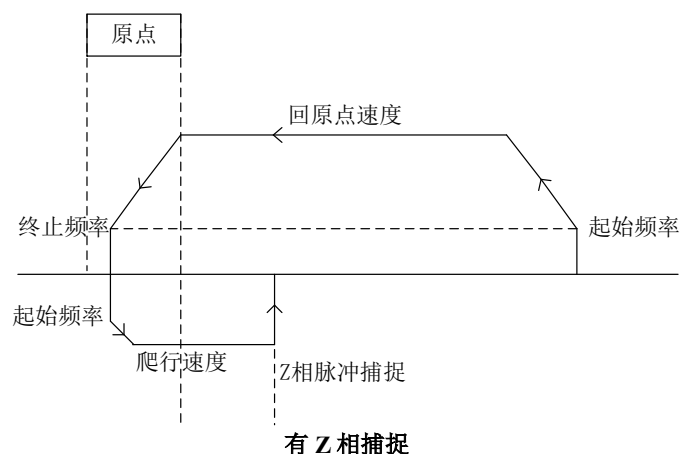 原点
回原点速度
终止频率
起始频率
起始频率
爬行速度
Z相脉冲捕捉
有 Z 相捕捉